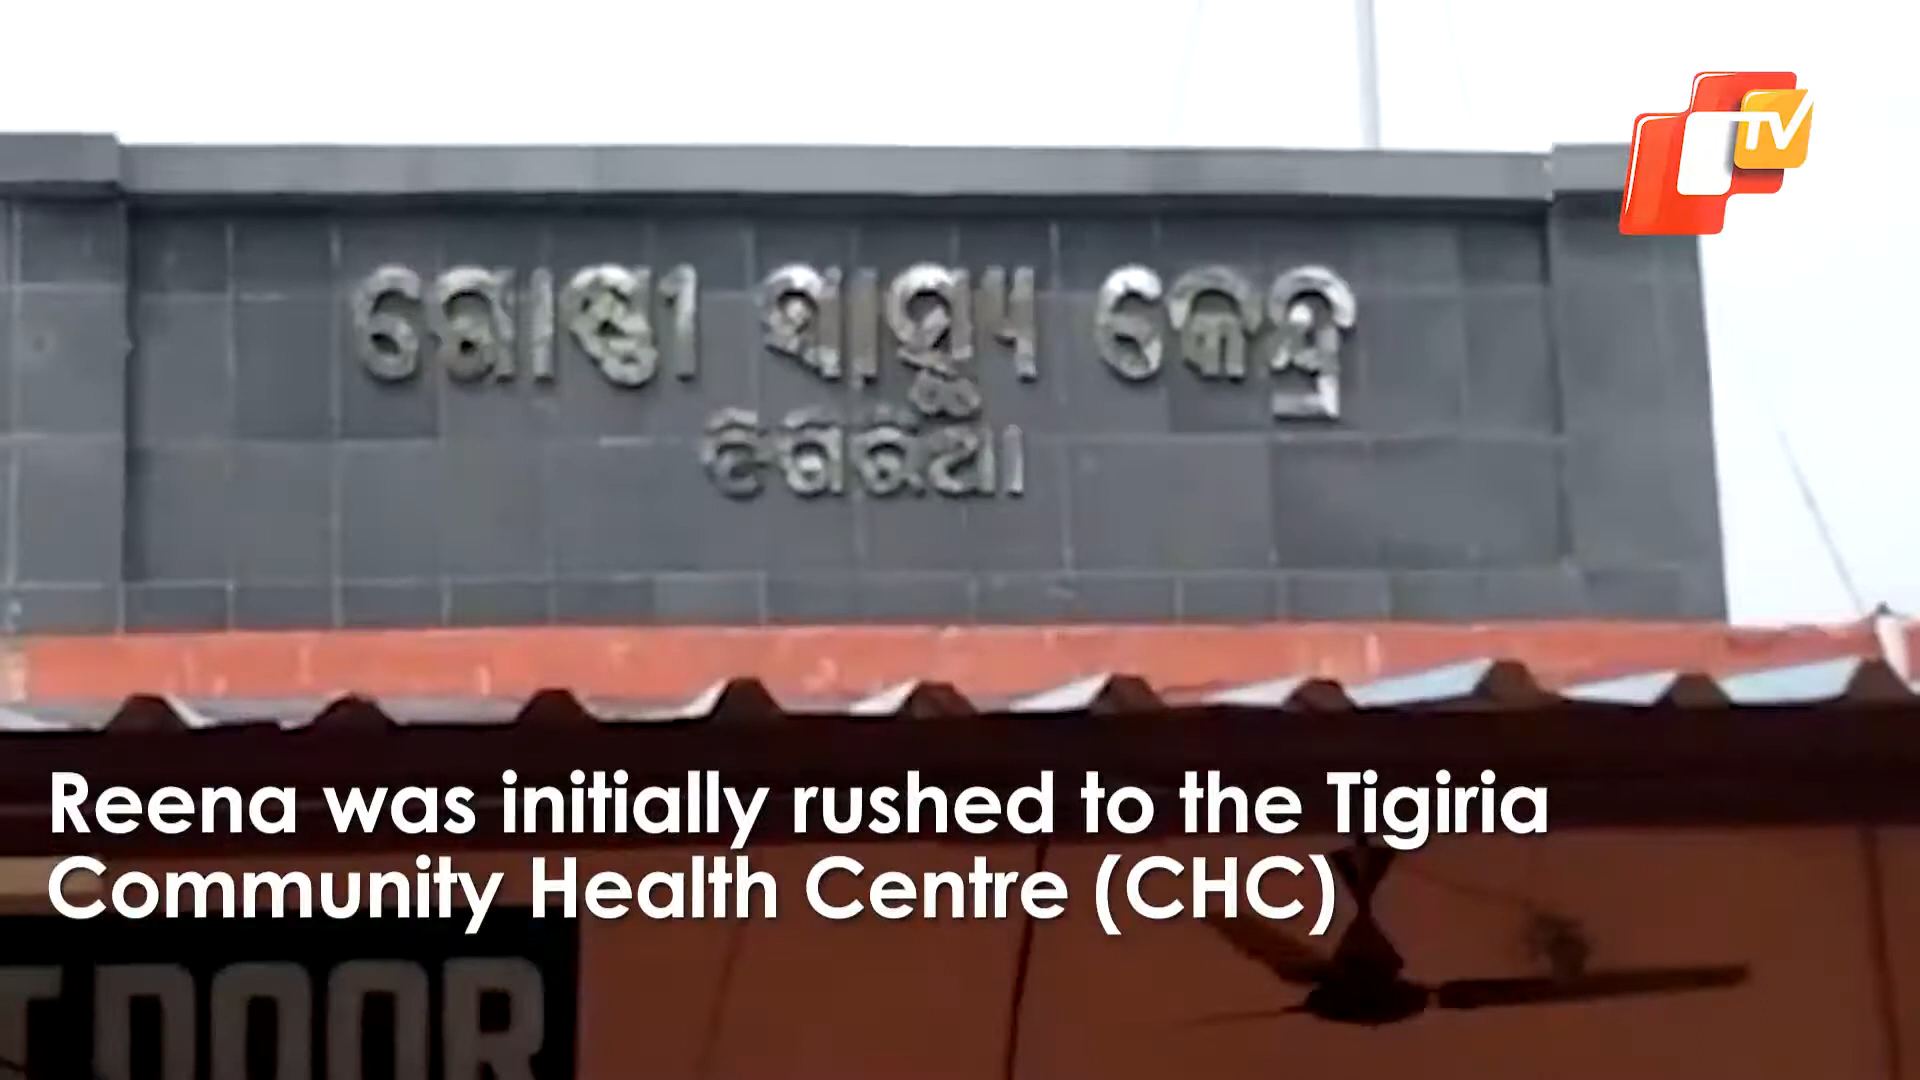 TV
ଗୋଷ୍ଠୀ ସ୍ୱାସ୍ଥ୍ୟ କେନ୍ଦ୍ର
ଟିଗିରିଆ
Reena was initially rushed to the Tigiria
Community Health Centre (CHC)
DOOR